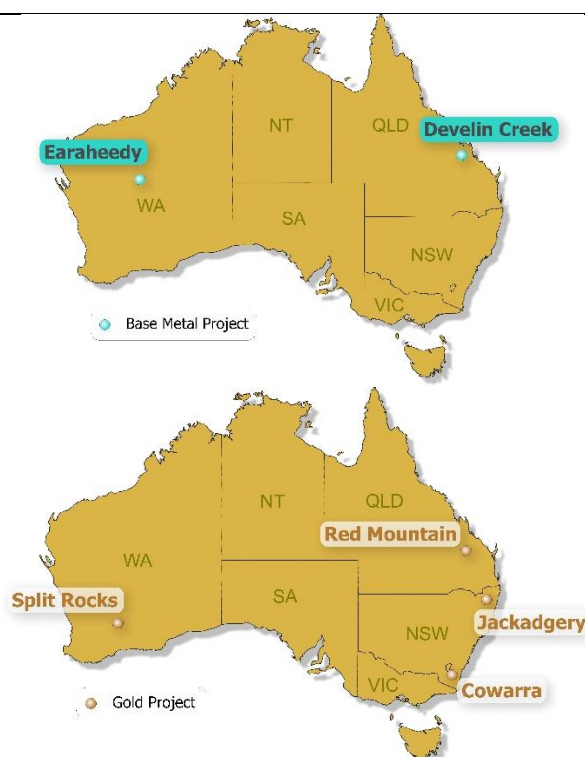 NT
QLD
Develin Creek
Earaheedy
WA
SA
NSW
VIC
Base Metal Project
NT
QLD
Red Mountain
WA
Split Rocks
SA
NSW
Jackadgery
VIC
Cowarra
Gold Project